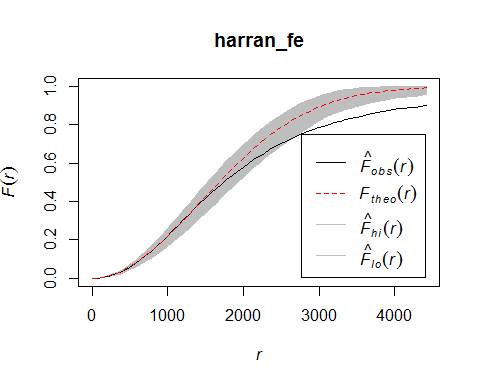 harran_fe
F(r)
1.0
0.8
0.6
0.4
0.2
0.0
0 1000 2000 3000 4000
r
F̂obs(r)
Ftheo(r)
F̂hi(r)
F̂lo(r)